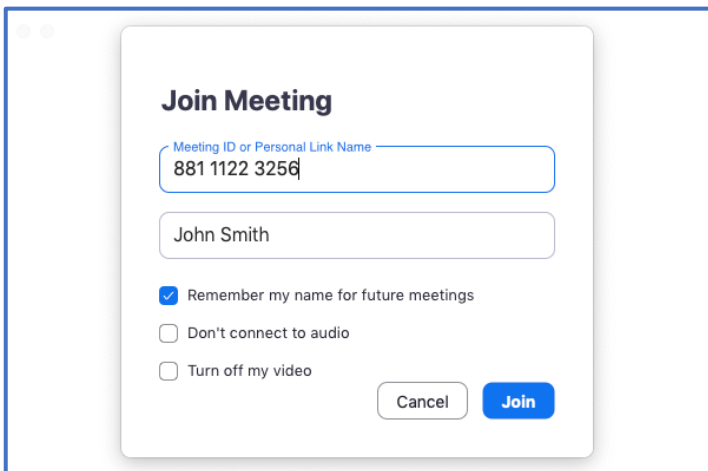 Join Meeting
Meeting ID or Personal Link Name
881 1122 3256
John Smith
Remember my name for future meetings
Don't connect to audio
Turn off my video
Cancel Join